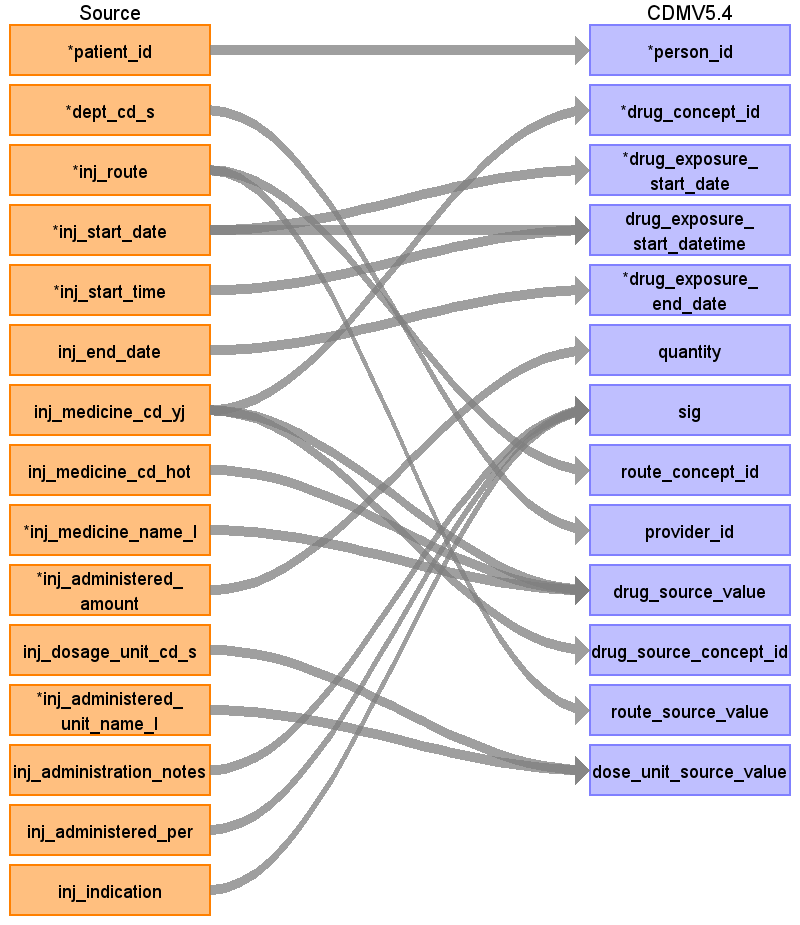 Source
CDMV5.4
*patient_id
*person_id
*dept_cd_s
*drug_concept_id
*inj_route
*drug_exposure_
start_date
*inj_start_date
drug_exposure_
start_datetime
*inj_start_time
*drug_exposure_
end_date
inj_end_date
quantity
inj_medicine_cd_yj
sig
inj_medicine_cd_hot
route_concept_id
*inj_medicine_name_l
provider_id
*inj_administered_
amount
drug_source_value
inj_dosage_unit_cd_s
drug_source_concept_id
*inj_administered_
unit_name_l
route_source_value
inj_administration_notes
dose_unit_source_value
inj_administered_per
inj_indication